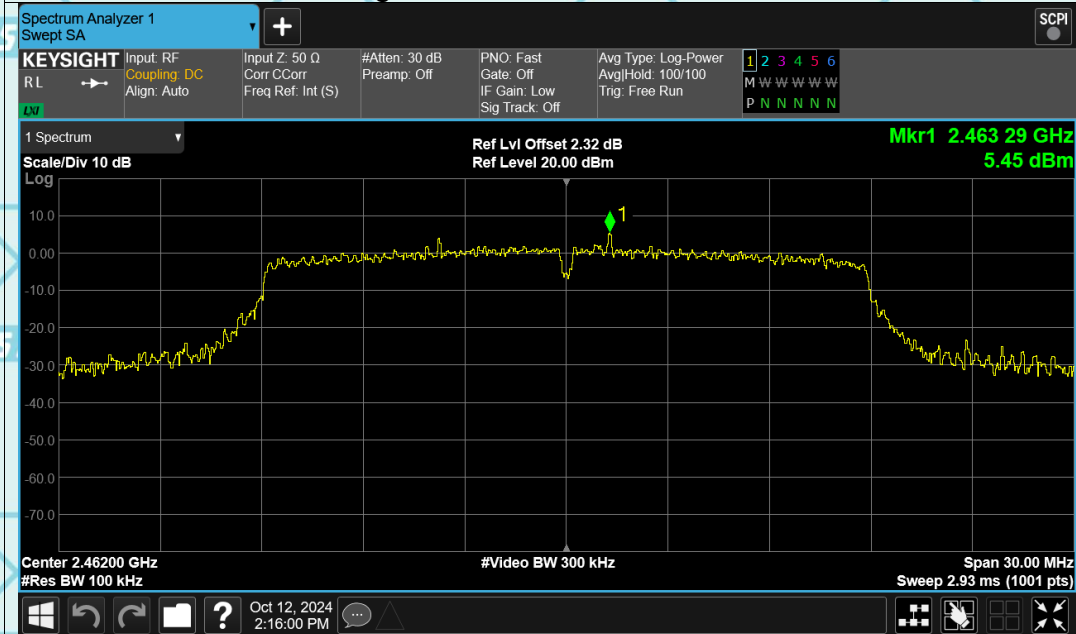 Spectrum Analyzer 1
Swept SA
+
SCPI
KEYSIGHT
R L
LXI
Input: RF
Coupling: DC
Align: Auto
Input Z: 50 Ω
Corr CCorr
Freq Ref: Int (S)
#Atten: 30 dB
Preamp: Off
PNO: Fast
Gate: Off
IF Gain: Low
Sig Track: Off
Avg Type: Log-Power
Avg|Hold: 100/100
Trig: Free Run
1 2 3 4 5 6
M W W W W W
P N N N N N
1 Spectrum
Scale/Div 10 dB
Log
Ref Lvl Offset 2.32 dB
Ref Level 20.00 dBm
Mkr1 2.463 29 GHz
5.45 dBm
1
10.0
0.00
-10.0
-20.0
-30.0
-40.0
-50.0
-60.0
-70.0
Center 2.46200 GHz
#Video BW 300 kHz
Span 30.00 MHz
#Res BW 100 kHz
Sweep 2.93 ms (1001 pts)
?
Oct 12, 2024
2:16:00 PM